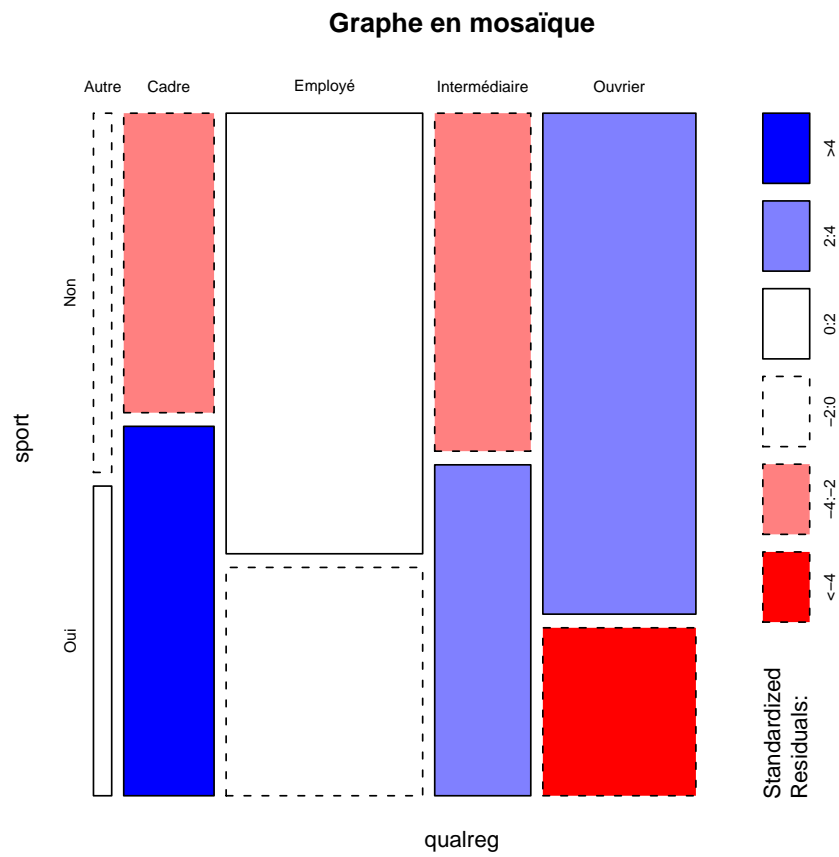 Graphe en mosaïque
Autre Cadre Employé Intermédiaire Ouvrier
Non
Oui
sport
qualreg
>4
2:4
0:2
−2:0
−4:−2
<−4
Standardized
Residuals: